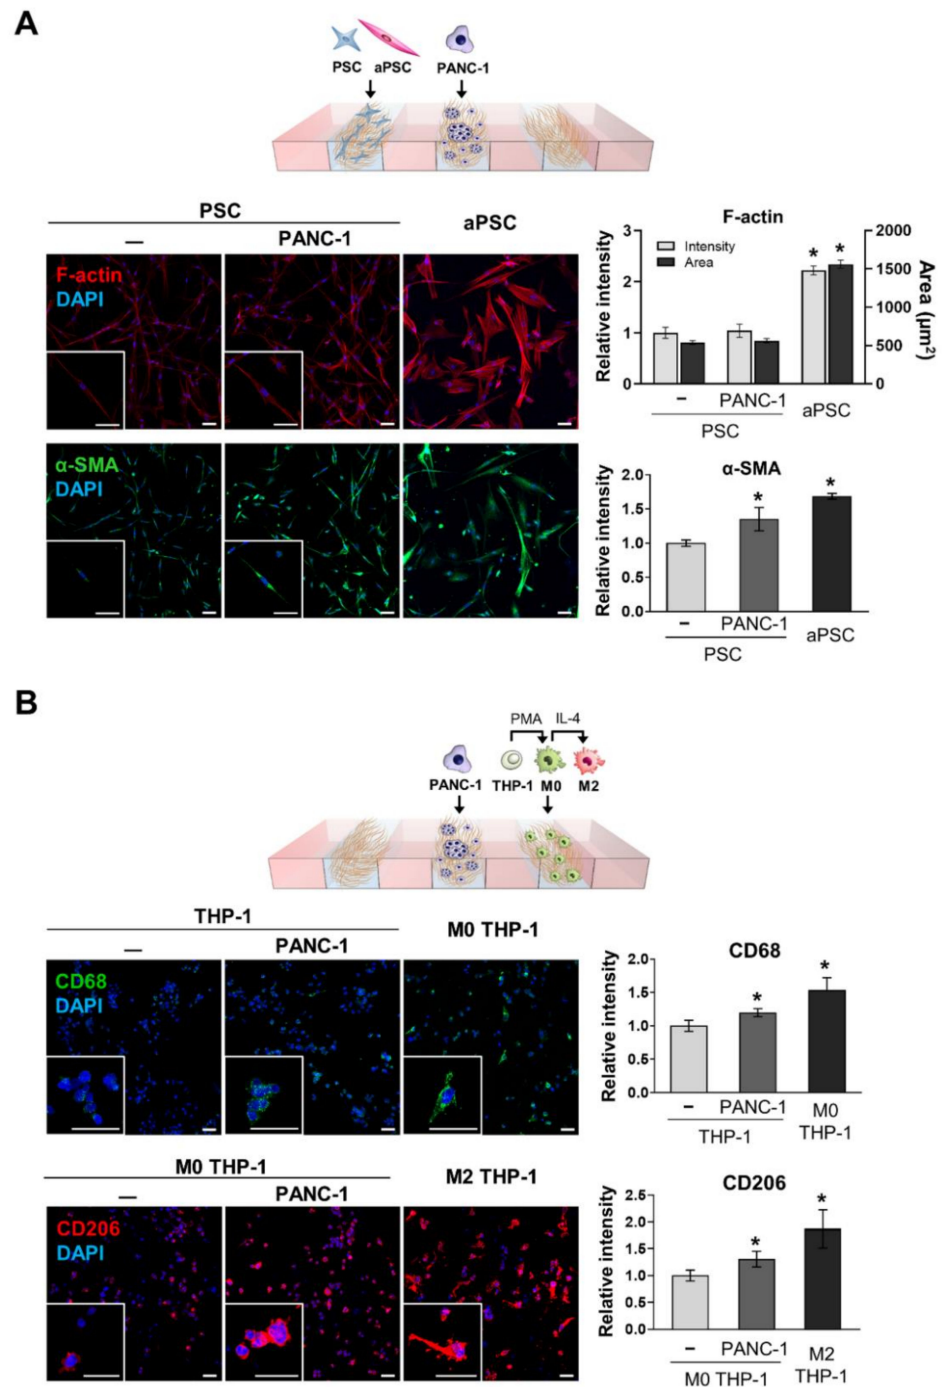 A
PSC aPSC PANC-1
PSC
— PANC-1
aPSC
F-actin
DAPI
α-SMA
DAPI
F-actin
Relative intensity
3
2
1
0
Intensity
Area
* *
2000
1500
1000
500
0
Area (μm²)
– PANC-1 aPSC
PSC
α-SMA
Relative intensity
2.0
1.5
1.0
0.5
0.0
* *
– PANC-1 aPSC
PSC
B
PMA IL-4
PANC-1 THP-1 M0 M2
THP-1
— PANC-1
M0 THP-1
CD68
DAPI
CD68
Relative intensity
2.0
1.5
1.0
0.5
0.0
* *
– PANC-1 M0
THP-1 THP-1
M0 THP-1
— PANC-1
M2 THP-1
CD206
DAPI
CD206
Relative intensity
2.5
2.0
1.5
1.0
0.5
0.0
* *
– PANC-1 M2
M0 THP-1 THP-1